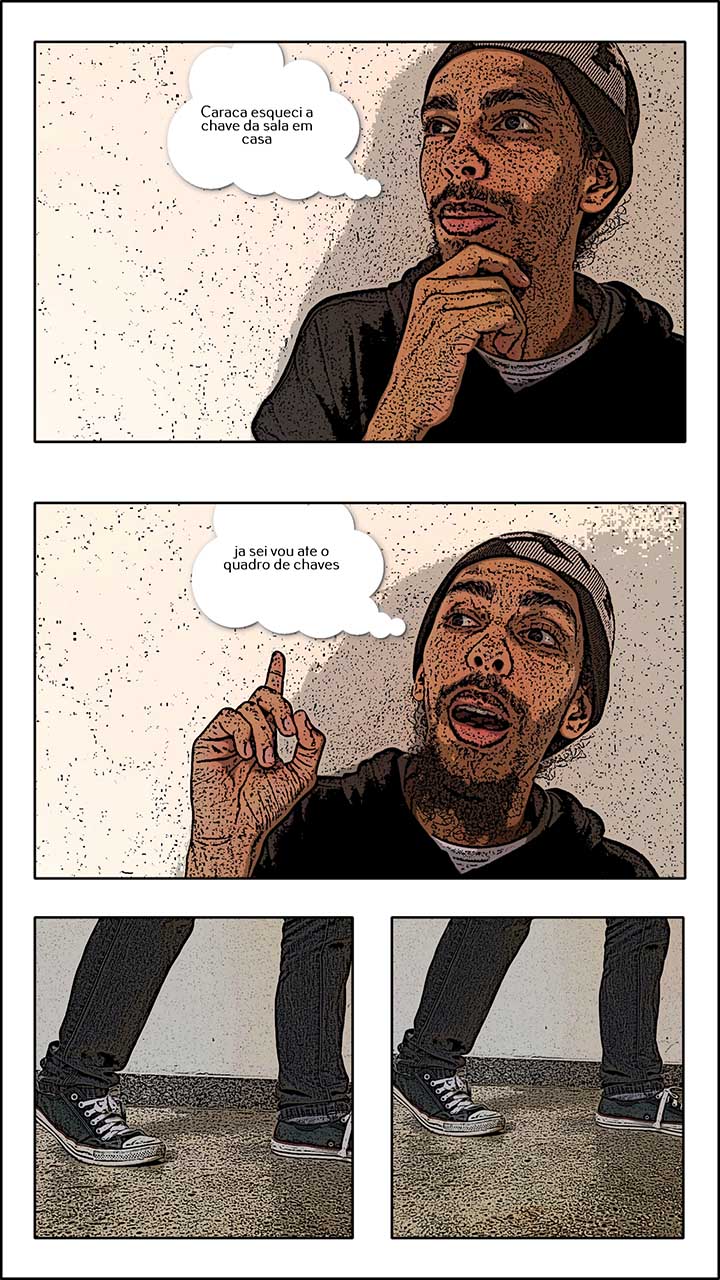 Caraca esqueci a
chave da sala em
casa
ja sei vou ate o
quadro de chaves